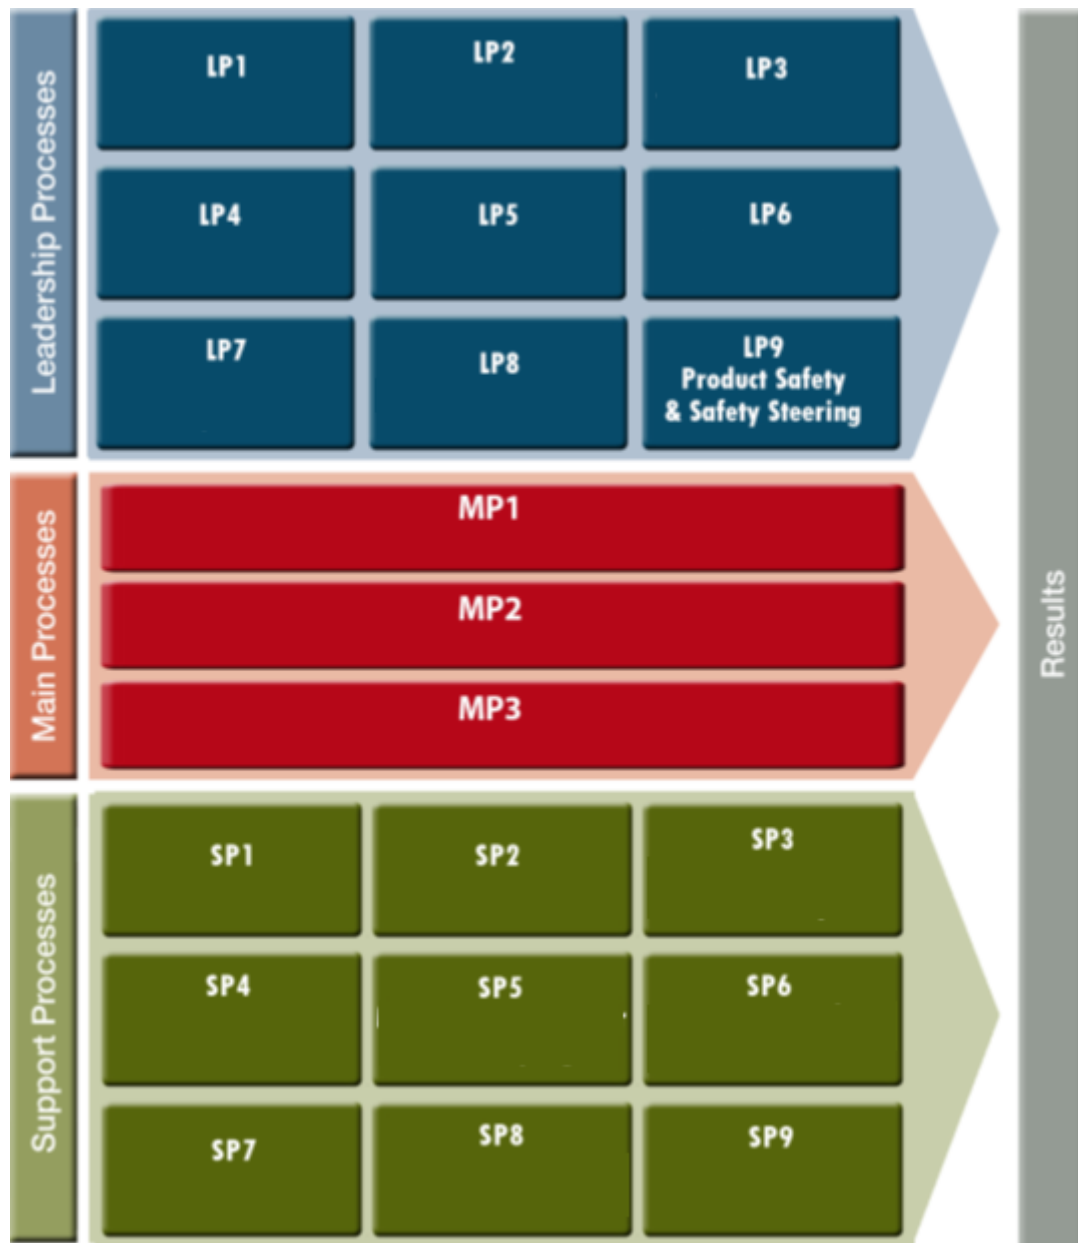 Leadership Processes
LP1
LP2
LP3
LP4
LP5
LP6
LP7
LP8
LP9
Product Safety
& Safety Steering
Main Processes
MP1
MP2
MP3
Support Processes
SP1
SP2
SP3
SP4
SP5
SP6
SP7
SP8
SP9
Results